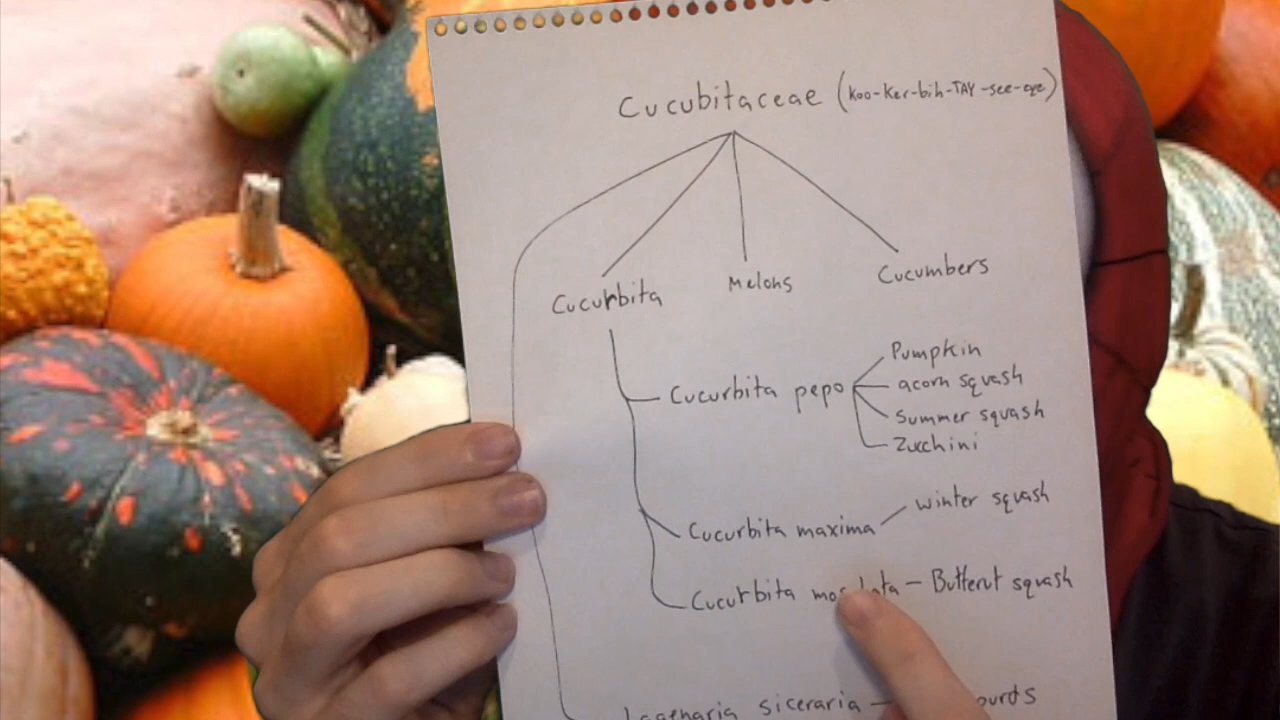 Cucubitaceae (koo-ker-bih-TAY-see-eye)
Cucurbita
Melons
Cucumbers
Cucurbita pepo
Pumpkin
acorn squash
Summer squash
Zucchini
Cucurbita maxima
winter squash
Cucurbita
Butternt squash
Lagenaria siceraria